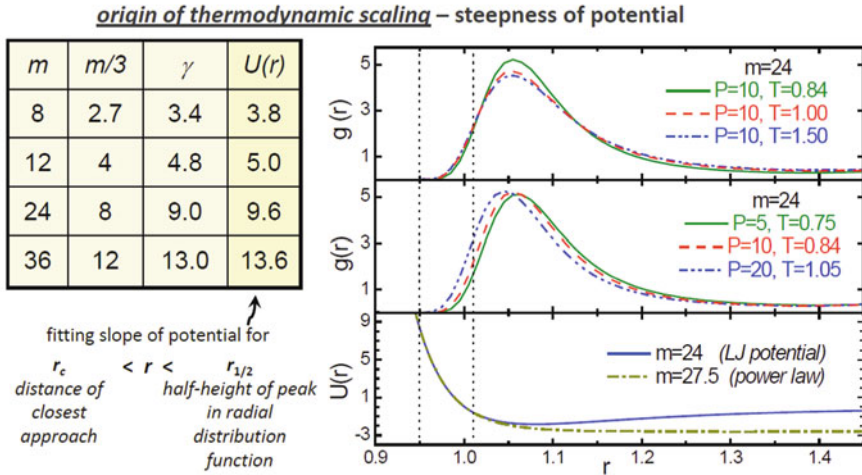 origin of thermodynamic scaling – steepness of potential
m m/3 γ U(r)
8 2.7 3.4 3.8
12 4 4.8 5.0
24 8 9.0 9.6
36 12 13.0 13.6
fitting slope of potential for
r_c < r < r_1/2
distance of closest approach
half-height of peak in radial distribution function
g (r)
5
3
1
m=24
P=10, T=0.84
P=10, T=1.00
P=10, T=1.50
g(r)
5
3
1
m=24
P=5, T=0.75
P=10, T=0.84
P=20, T=1.05
U(r)
9
5
1
-3
m=24 (LJ potential)
m=27.5 (power law)
0.9 1.0 1.1 1.2 1.3 1.4
r